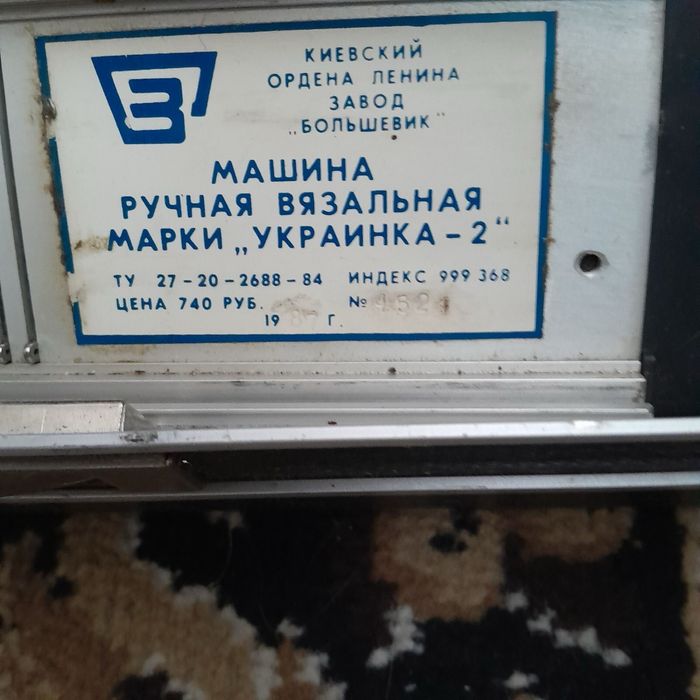 КИЕВСКИЙ
ОРДЕНА ЛЕНИНА
ЗАВОД
„БОЛЬШЕВИК"
МАШИНА
РУЧНАЯ ВЯЗАЛЬНАЯ
МАРКИ „УКРАИНКА-2"
ТУ 27-20-2688-84 ИНДЕКС 999 368
ЦЕНА 740 РУБ. №
1987 г.